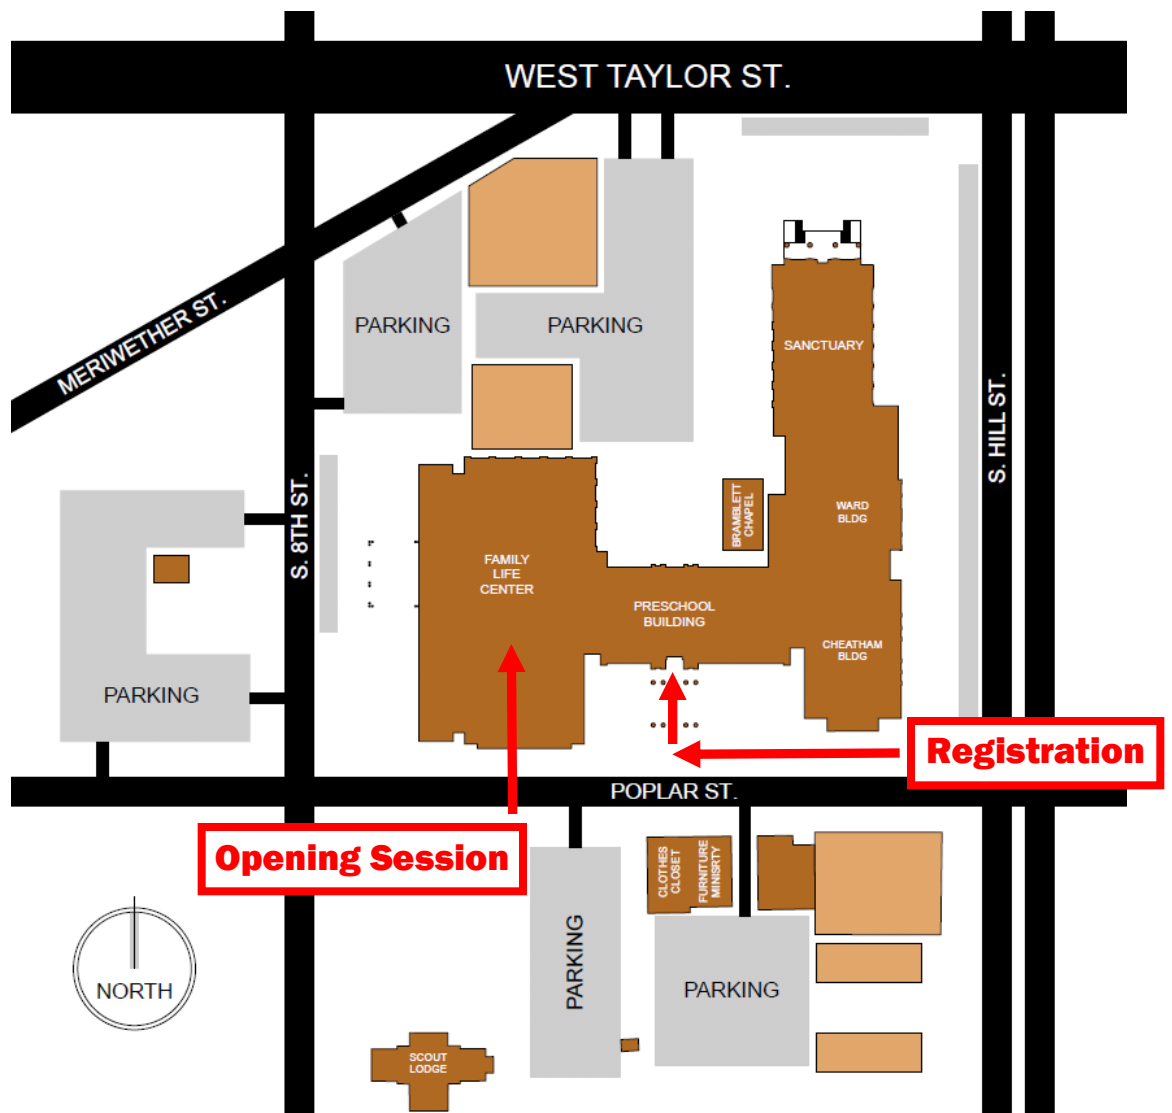 WEST TAYLOR ST.
MERIWETHER ST.
PARKING
PARKING
SANCTUARY
S. HILL ST.
S. 8TH ST.
BRAMBLETT
CHAPEL
WARD
BLDG
FAMILY
LIFE
CENTER
PRESCHOOL
BUILDING
CHEATHAM
BLDG
PARKING
Registration
POPLAR ST.
Opening Session
CLOTHES
CLOSET
FURNITURE
MINISRTY
PARKING
PARKING
NORTH
SCOUT
LODGE